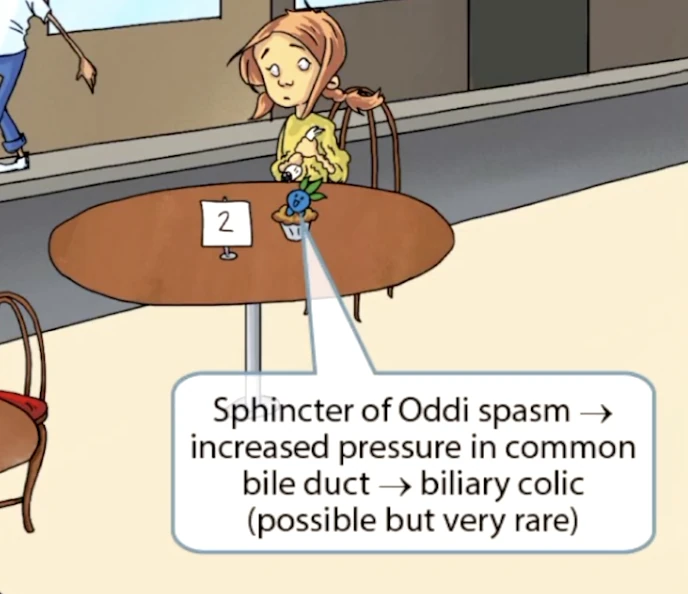 2
Sphincter of Oddi spasm →
increased pressure in common
bile duct → biliary colic
(possible but very rare)